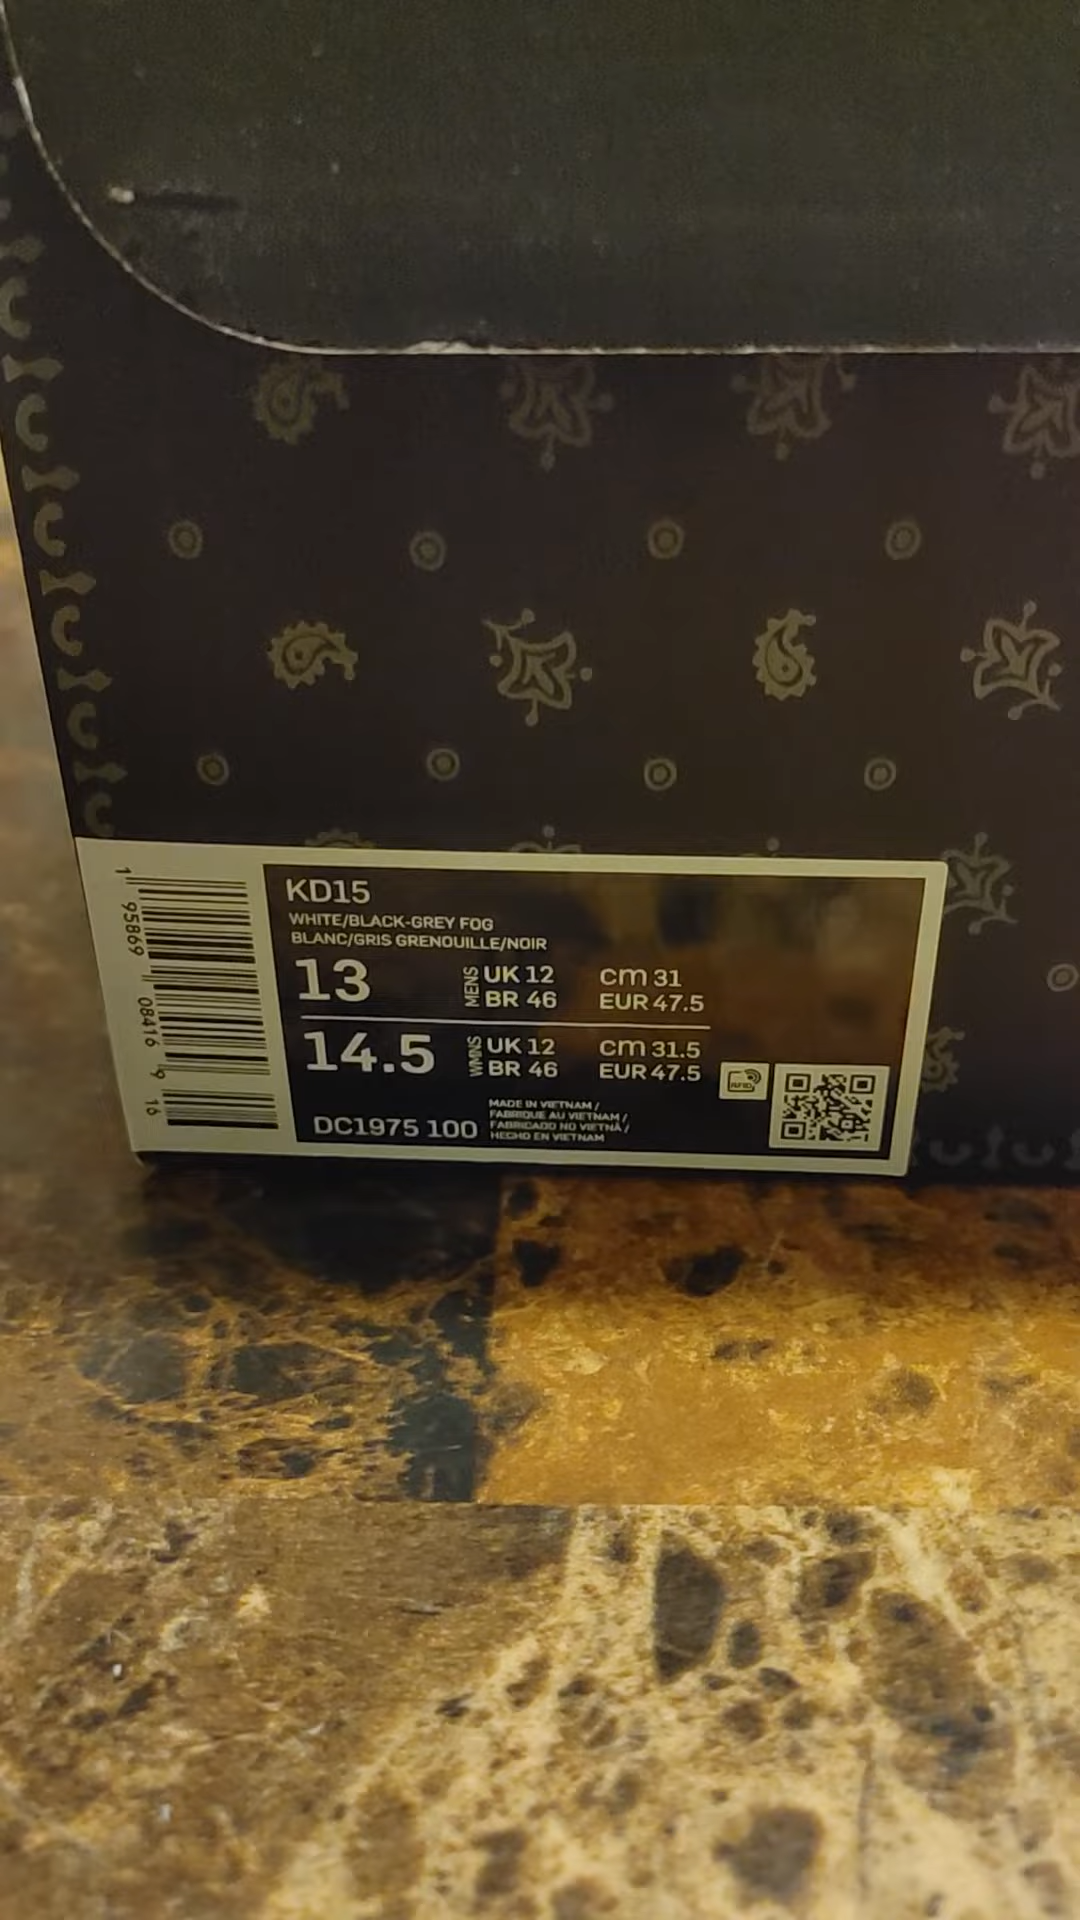 KD15
WHITE/BLACK-GREY FOG
BLANC/GRIS GRENOUILLE/NOIR
13 MENS UK 12 cm 31
BR 46 EUR 47.5
14.5 WMNS UK 12 cm 31.5
BR 46 EUR 47.5
DC1975 100
MADE IN VIETNAM /
FABRIQUE AU VIETNAM /
FABRICADO NO VIETNÃ /
HECHO EN VIETNAM
RFID
1 95869 08416 9 16